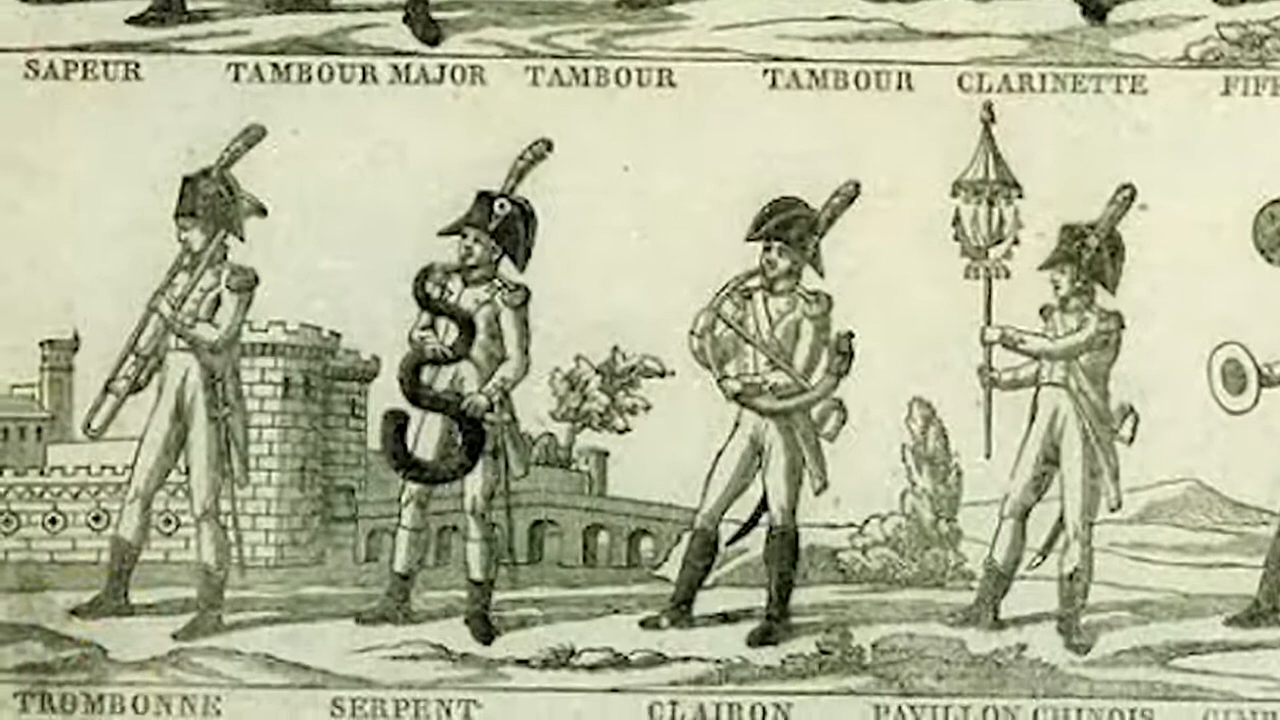 SAPEUR TAMBOUR MAJOR TAMBOUR TAMBOUR CLARINETTE
TROMBONNE SERPENT CLAIRON PAVILLON CHINOIS